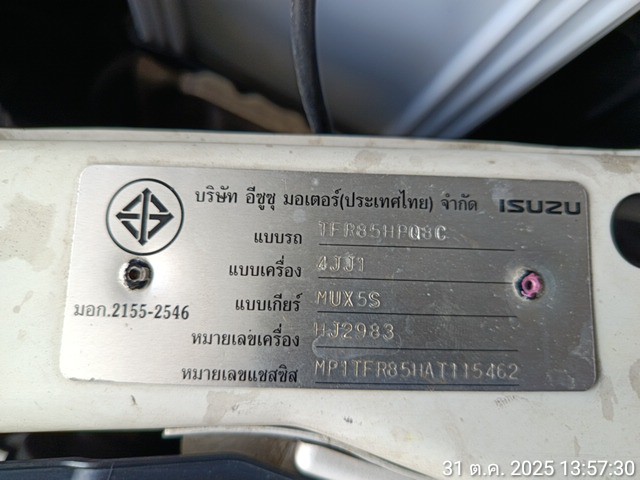 บริษัท อีซูซุ มอเตอร์(ประเทศไทย) จำกัด ISUZU
แบบรถ TFR85HPQ8C
แบบเครื่อง 4JJ1
แบบเกียร์ MUX5S
มอก.2155-2546
หมายเลขเครื่อง HJ2983
หมายเลขแชสซิส MP1TFR85HAT115462
31 ต.ค. 2025 13:57:30